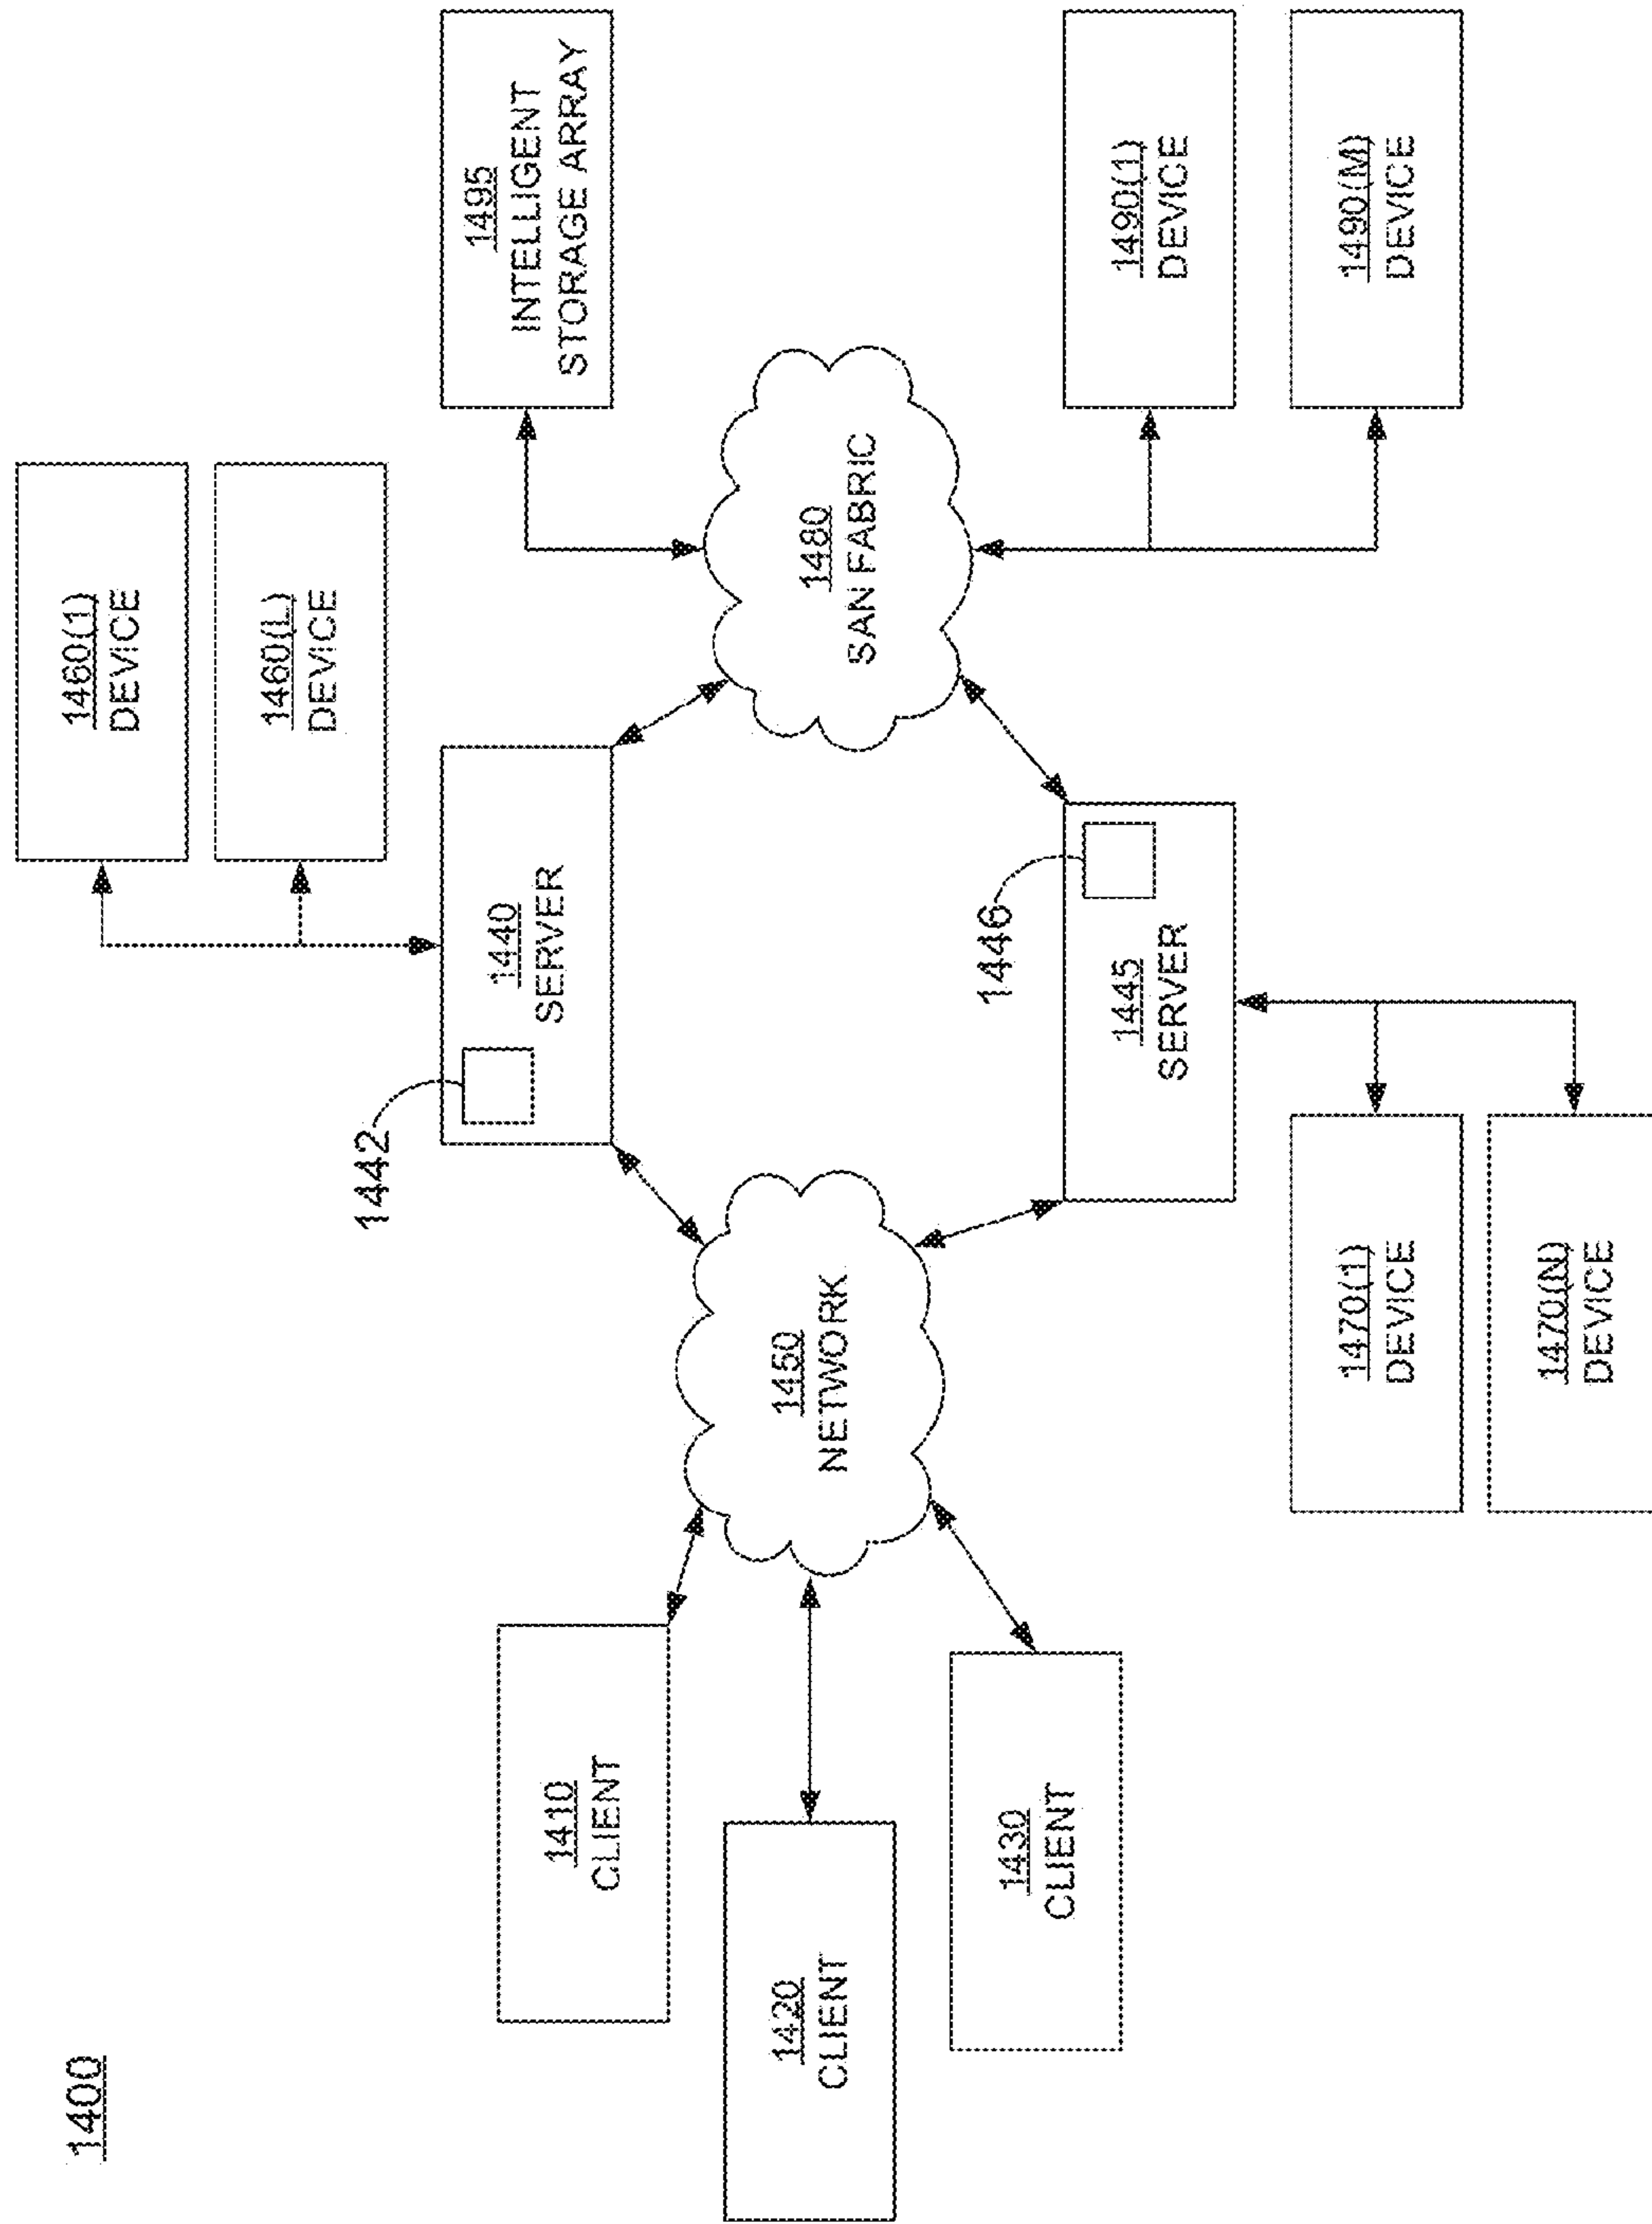 1400
1460(1)
DEVICE
1460(L)
DEVICE
1442
1440
SERVER
1495
INTELLIGENT
STORAGE ARRAY
1410
CLIENT
1420
CLIENT
1430
CLIENT
1450
NETWORK
1480
SAN FABRIC
1446
1445
SERVER
1490(1)
DEVICE
1490(M)
DEVICE
1470(1)
DEVICE
1470(N)
DEVICE